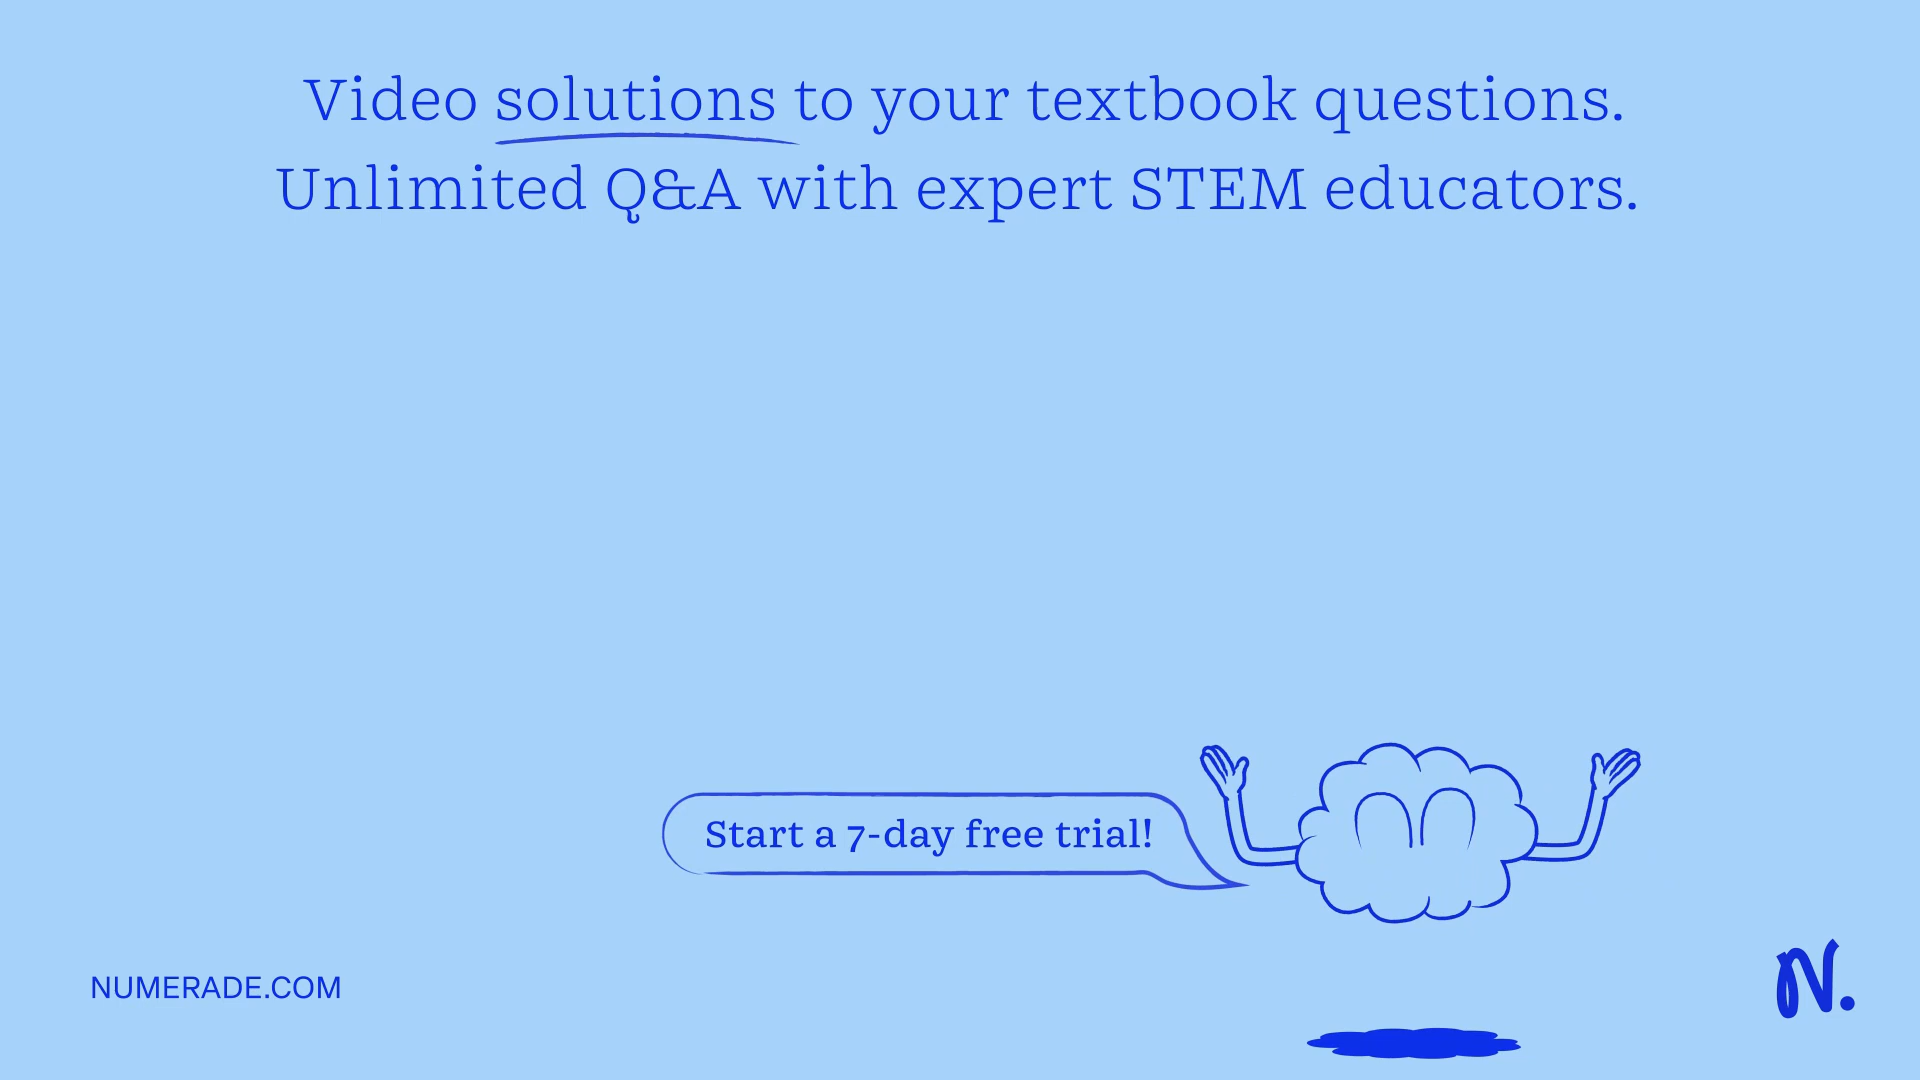 Video solutions to your textbook questions.
Unlimited Q&A with expert STEM educators.
Start a 7-day free trial!
NUMERADE.COM
N.